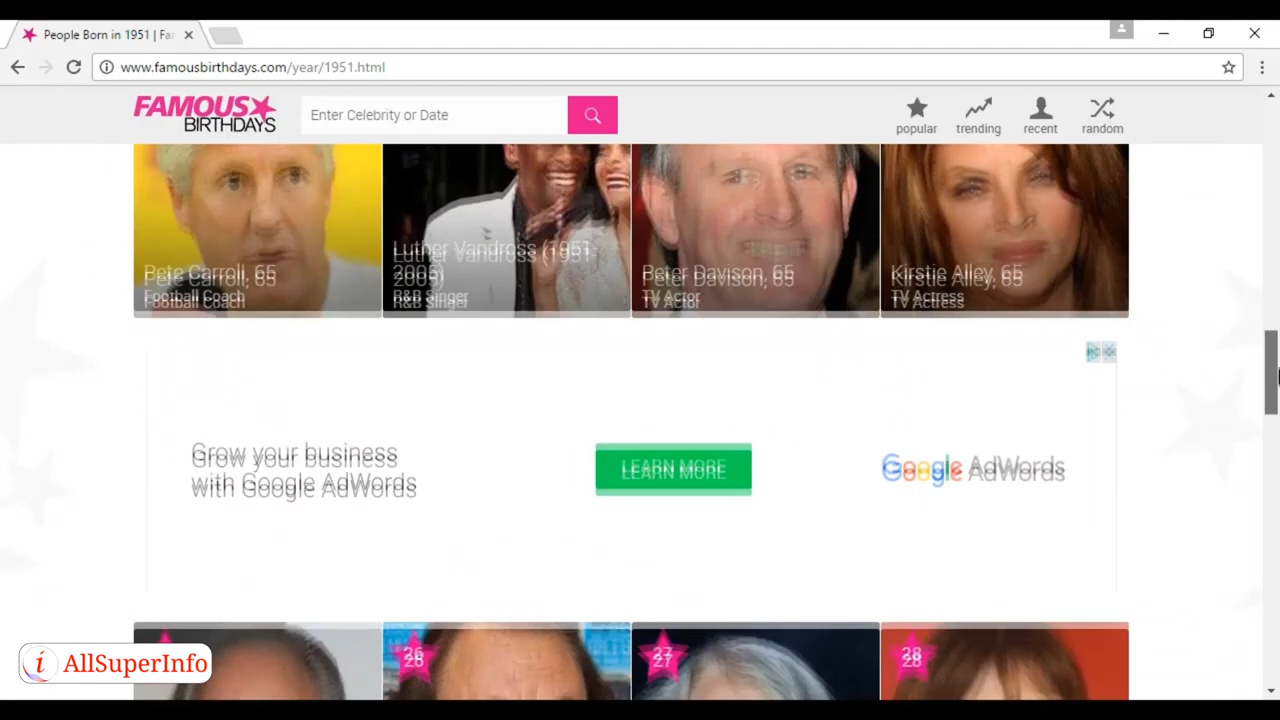 People Born in 1951 | Fa
www.famousbirthdays.com/year/1951.html
FAMOUS
BIRTHDAYS
Enter Celebrity or Date
popular
trending
recent
random
Pete Carroll, 65
Football Coach
Luther Vandross (1951-
2005)
R&B Singer
Peter Davison, 65
TV Actor
Kirstie Alley, 65
TV Actress
Grow your business
with Google AdWords
LEARN MORE
Google AdWords
26
27
28
i AllSuperInfo